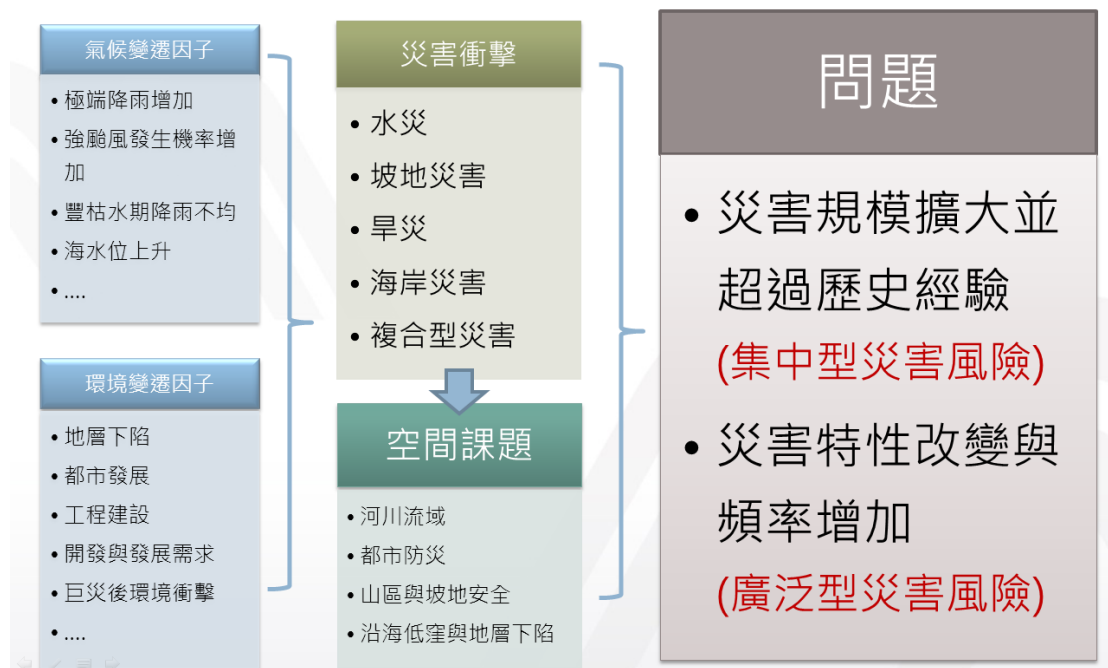 氣候變遷因子
• 極端降雨增加
• 強颱風發生機率增
加
• 豐枯水期降雨不均
• 海水位上升
• ....
環境變遷因子
• 地層下陷
• 都市發展
• 工程建設
• 開發與發展需求
• 巨災後環境衝擊
• ....
災害衝擊
• 水災
• 坡地災害
• 旱災
• 海岸災害
• 複合型災害
空間課題
• 河川流域
• 都市防災
• 山區與坡地安全
• 沿海低窪與地層下陷
問題
• 災害規模擴大並
超過歷史經驗
(集中型災害風險)
• 災害特性改變與
頻率增加
(廣泛型災害風險)